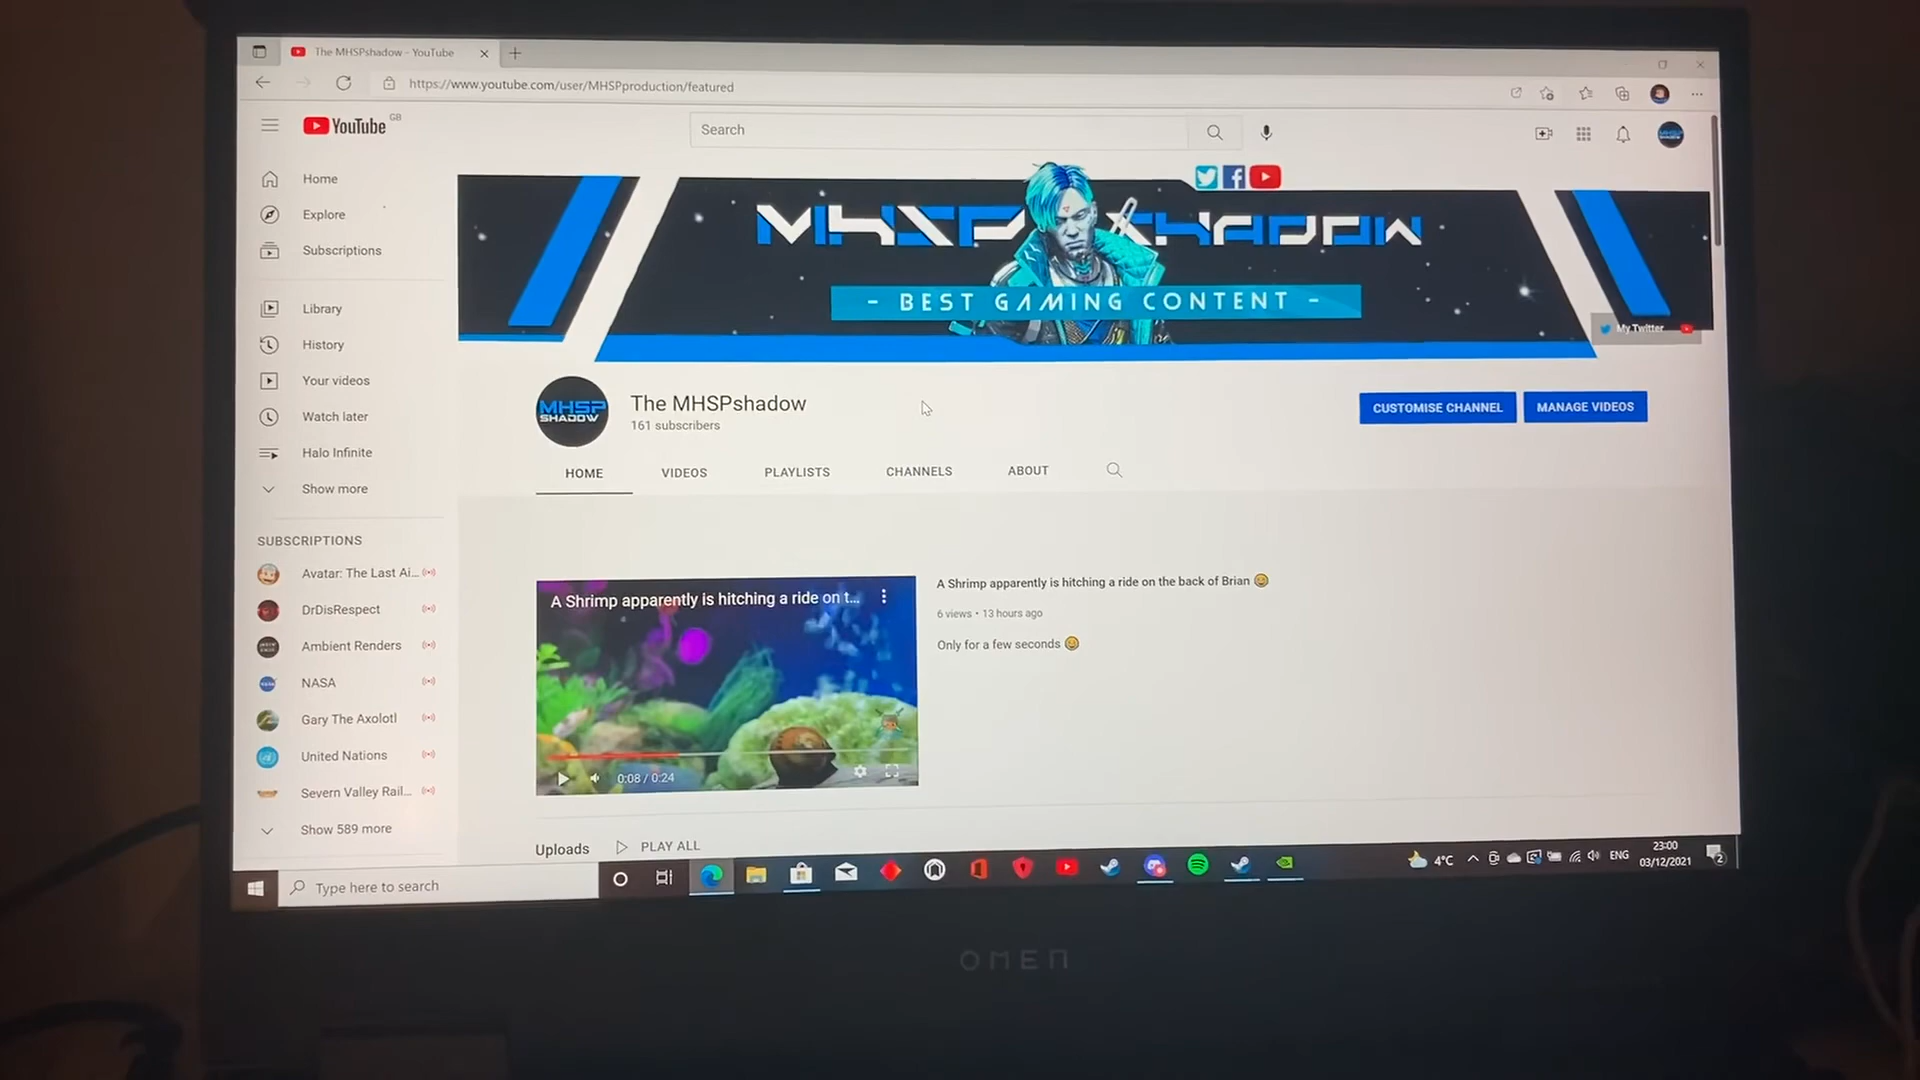 The MHSPshadow - YouTube
https://www.youtube.com/user/MHSPproduction/featured
YouTube GB
Search
Home
Explore
Subscriptions
Library
History
Your videos
Watch later
Halo Infinite
Show more
SUBSCRIPTIONS
Avatar: The Last Ai...
DrDisRespect
Ambient Renders
NASA
Gary The Axolotl
United Nations
Severn Valley Rail...
Show 589 more
MHSP SHADOW
- BEST GAMING CONTENT -
My Twitter
MHSP
SHADOW
The MHSPshadow
161 subscribers
CUSTOMISE CHANNEL
MANAGE VIDEOS
HOME VIDEOS PLAYLISTS CHANNELS ABOUT
A Shrimp apparently is hitching a ride on t...
0:08 / 0:24
A Shrimp apparently is hitching a ride on the back of Brian 😄
6 views • 13 hours ago
Only for a few seconds 😄
Uploads PLAY ALL
Type here to search
4°C
ENG
23:00
03/12/2021
2
OMEN